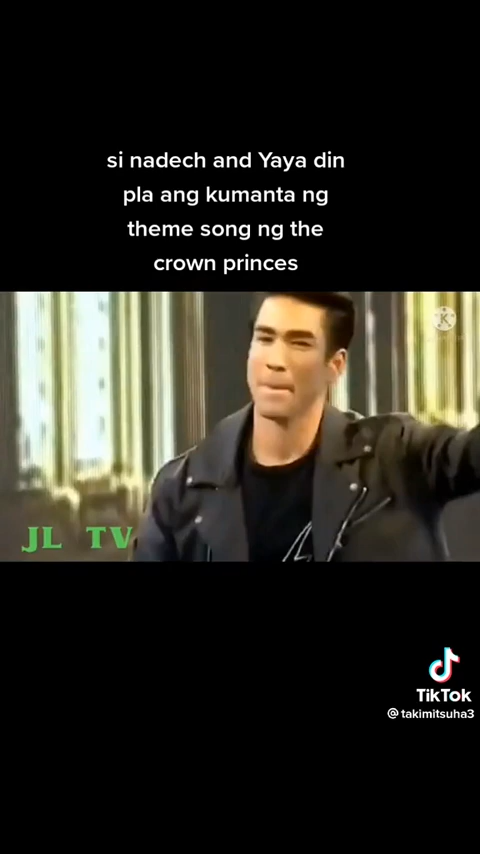 si nadech and Yaya din
pla ang kumanta ng
theme song ng the
crown princes
K
JL TV
TikTok
@takimitsuha3